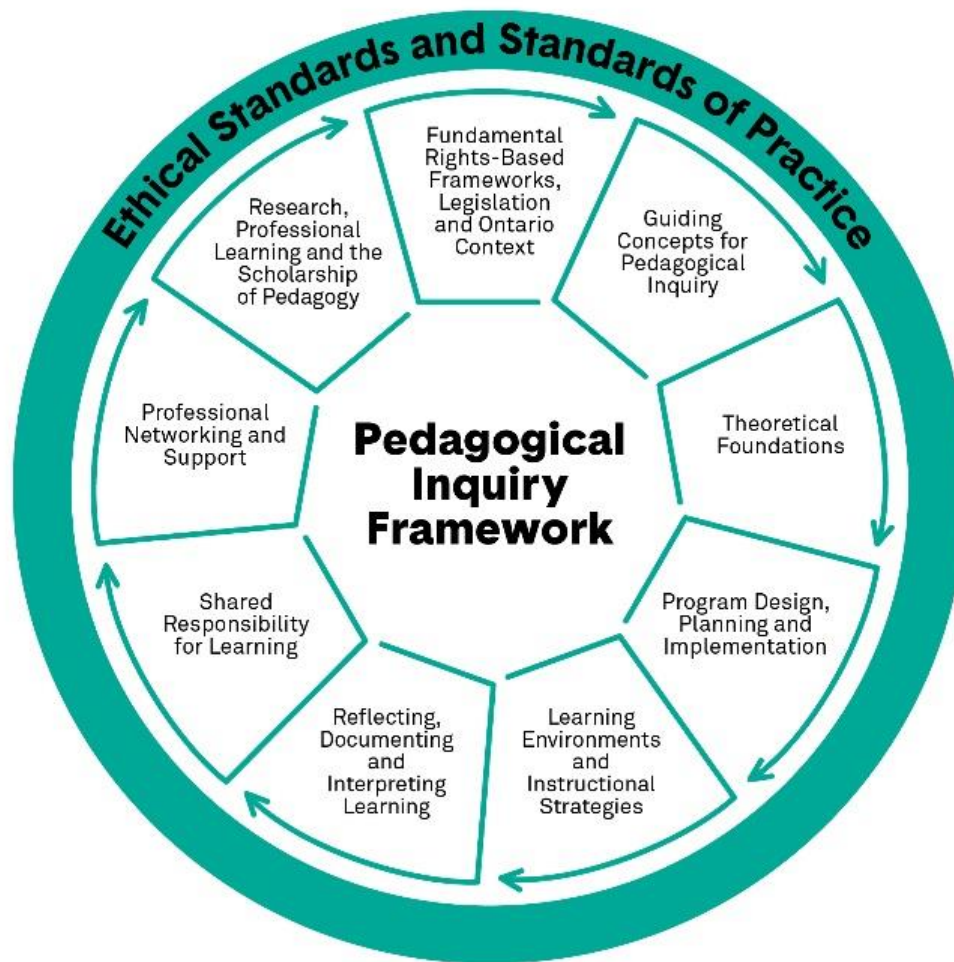 Ethical Standards and Standards of Practice
Fundamental
Rights-Based
Frameworks,
Legislation
and Ontario
Context
Guiding
Concepts for
Pedagogical
Inquiry
Theoretical
Foundations
Program Design,
Planning and
Implementation
Learning
Environments
and
Instructional
Strategies
Reflecting,
Documenting
and
Interpreting
Learning
Shared
Responsibility
for Learning
Professional
Networking and
Support
Research,
Professional
Learning and the
Scholarship
of Pedagogy
Pedagogical
Inquiry
Framework